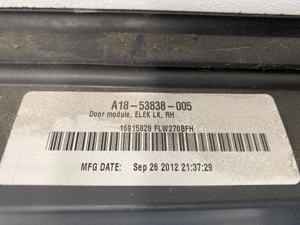 A18-53838-005
Door module, ELEK LK, RH
16915828 FLW270BFH
MFG DATE: Sep 26 2012 21:37:29